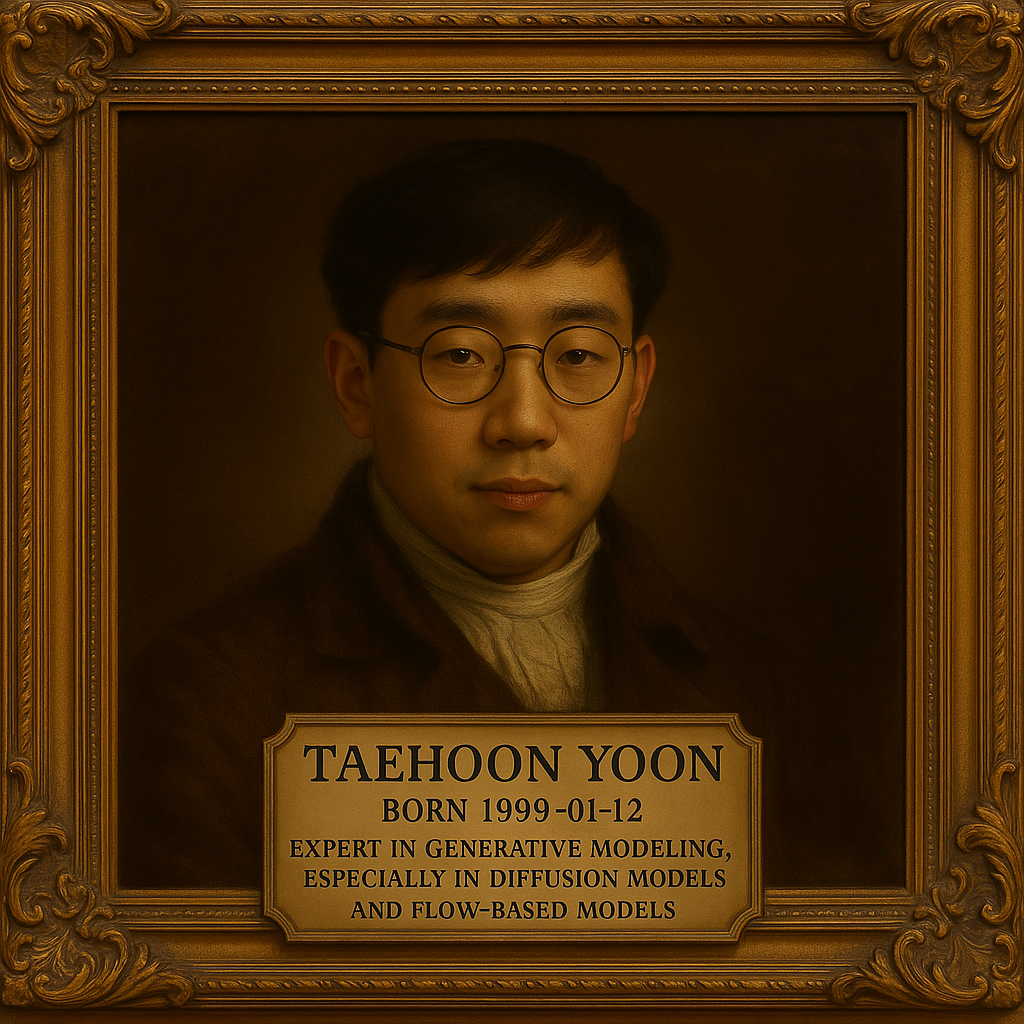 TAEHOON YOON
BORN 1999-01-12
EXPERT IN GENERATIVE MODELING,
ESPECIALLY IN DIFFUSION MODELS
AND FLOW-BASED MODELS